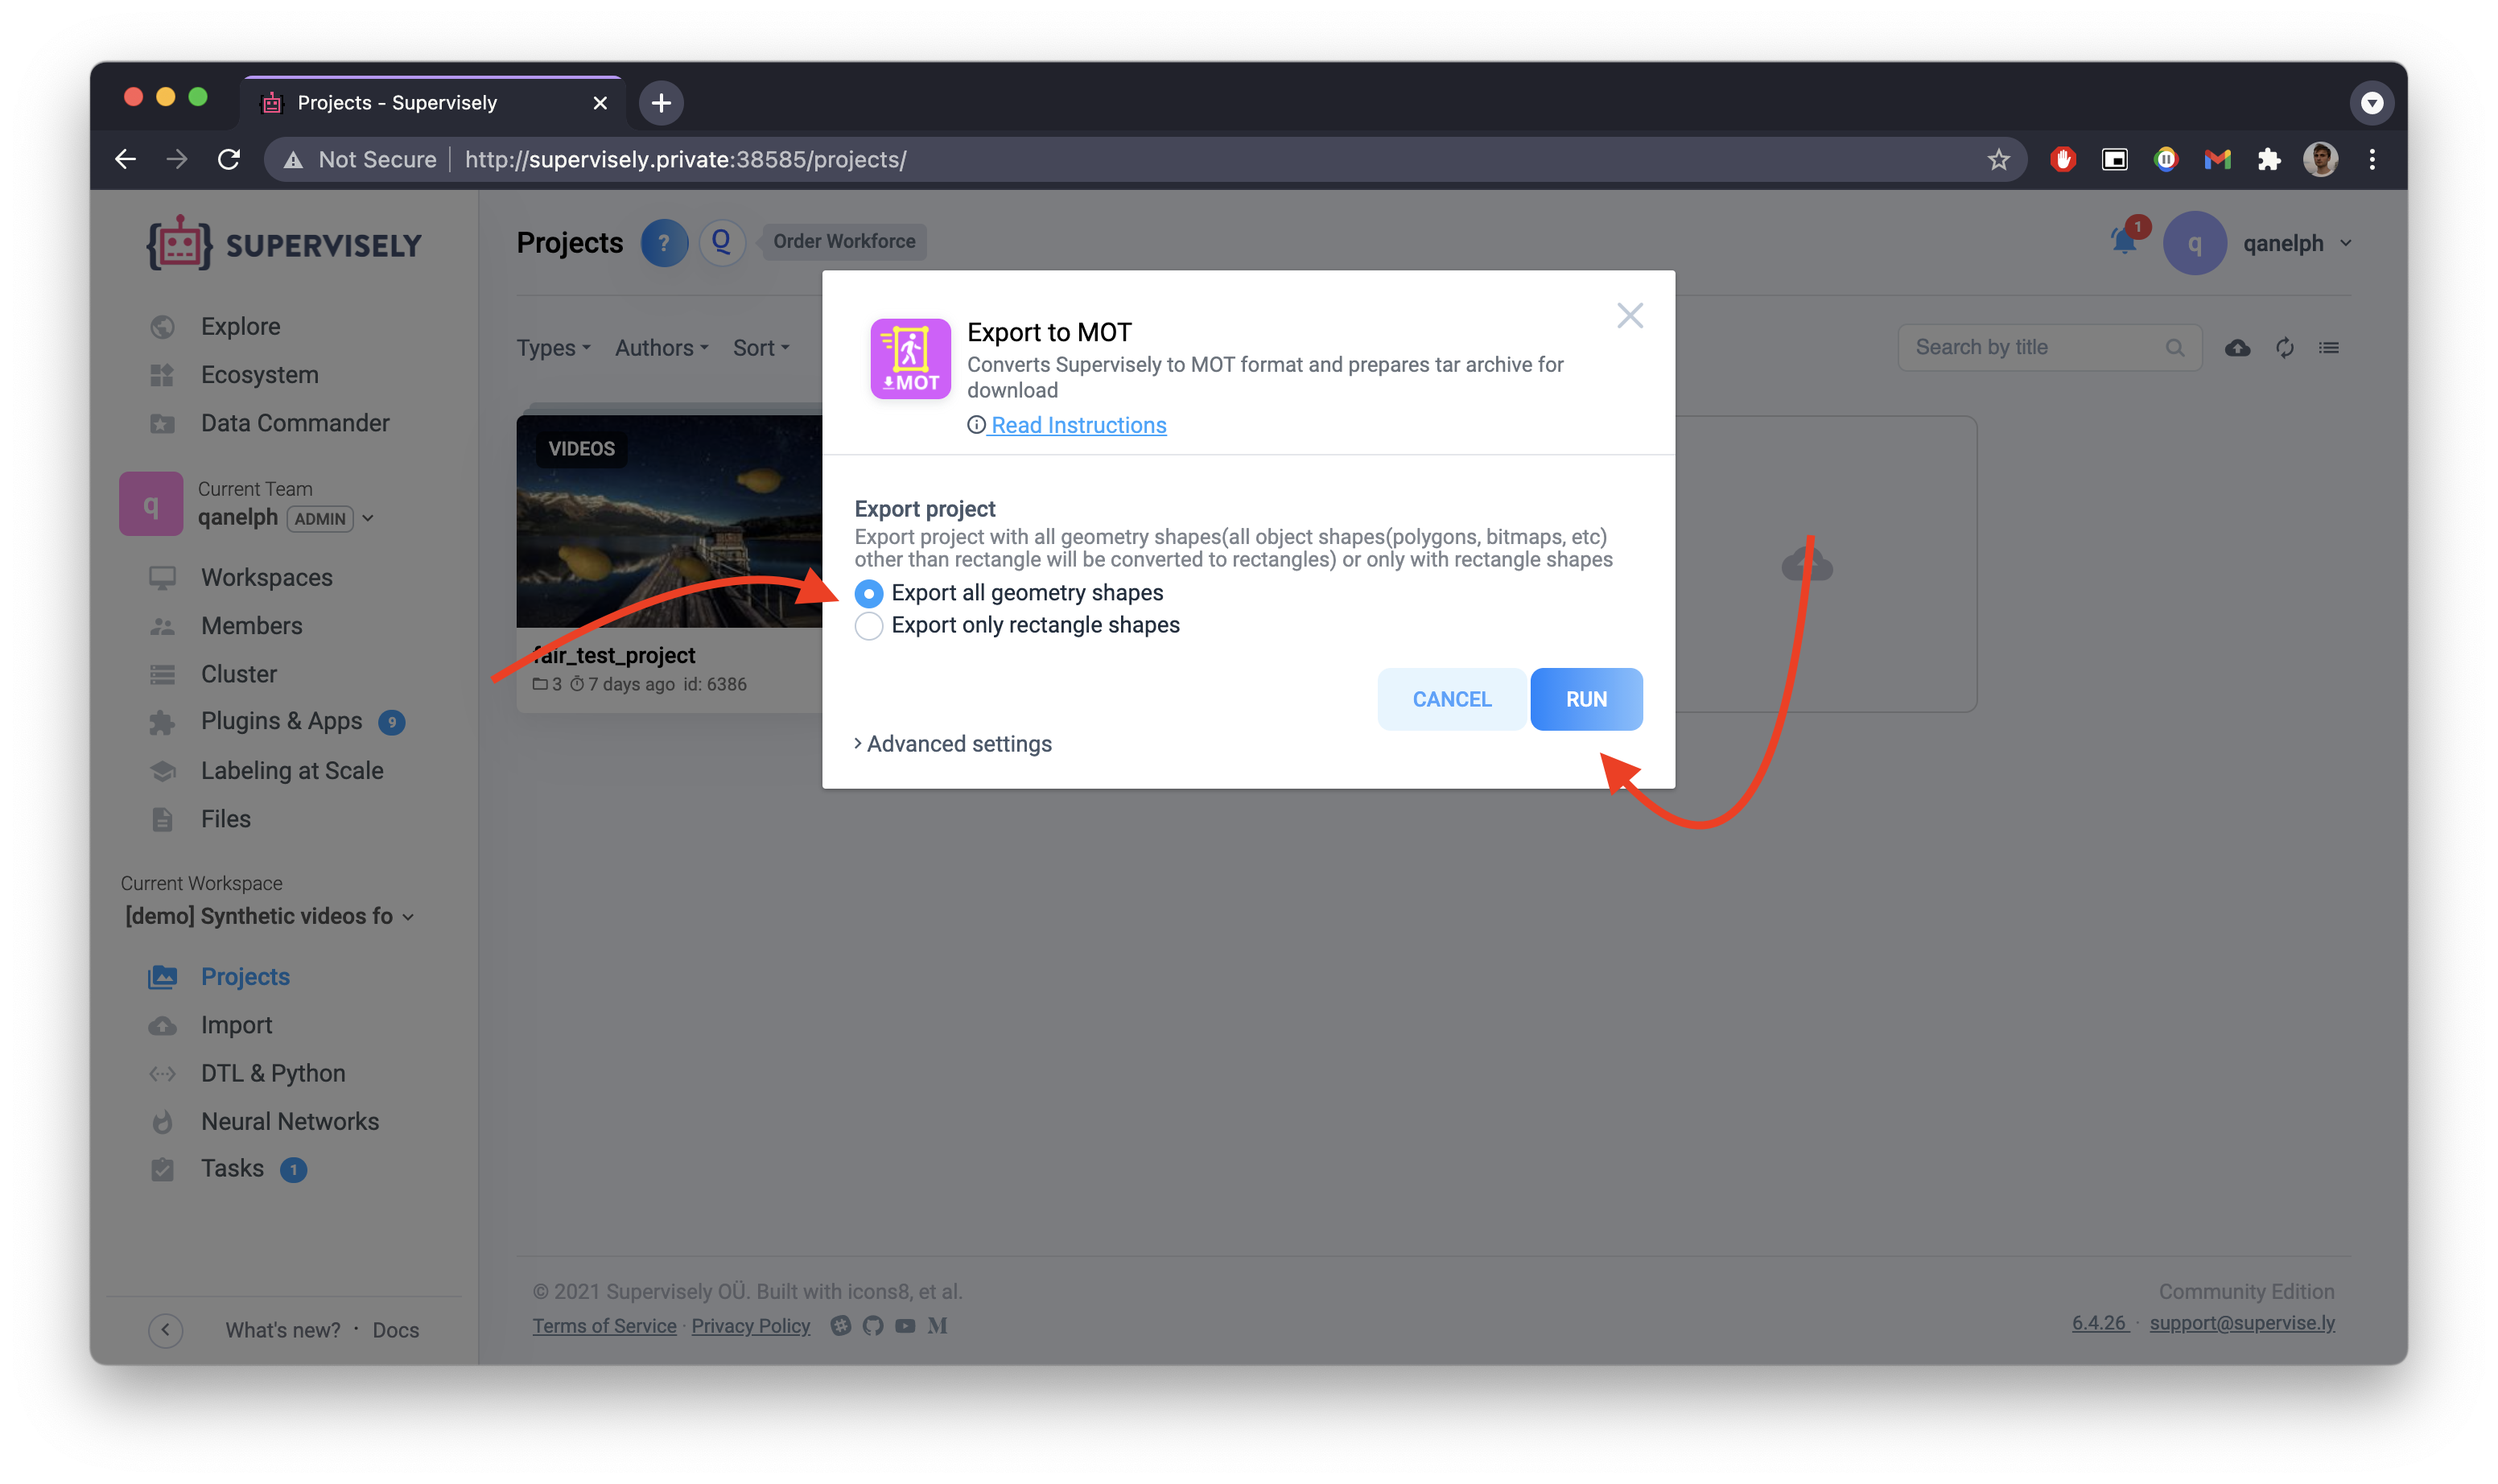 Projects - Supervisely
Not Secure
http://supervisely.private:38585/projects/
SUPERVISELY
Explore
Ecosystem
Data Commander
q
Current Team
qanelph ADMIN
Workspaces
Members
Cluster
Plugins & Apps 9
Labeling at Scale
Files
Current Workspace
[demo] Synthetic videos fo
Projects
Import
DTL & Python
Neural Networks
Tasks 1
What's new? · Docs
Projects ? Q Order Workforce
1 q qanelph
Types Authors Sort
Search by title
VIDEOS
fair_test_project
3 7 days ago id: 6386
MOT
Export to MOT
Converts Supervisely to MOT format and prepares tar archive for
download
Read Instructions
Export project
Export project with all geometry shapes(all object shapes(polygons, bitmaps, etc)
other than rectangle will be converted to rectangles) or only with rectangle shapes
Export all geometry shapes
Export only rectangle shapes
CANCEL RUN
Advanced settings
© 2021 Supervisely OÜ. Built with icons8, et al.
Terms of Service · Privacy Policy
Community Edition
6.4.26 · support@supervise.ly